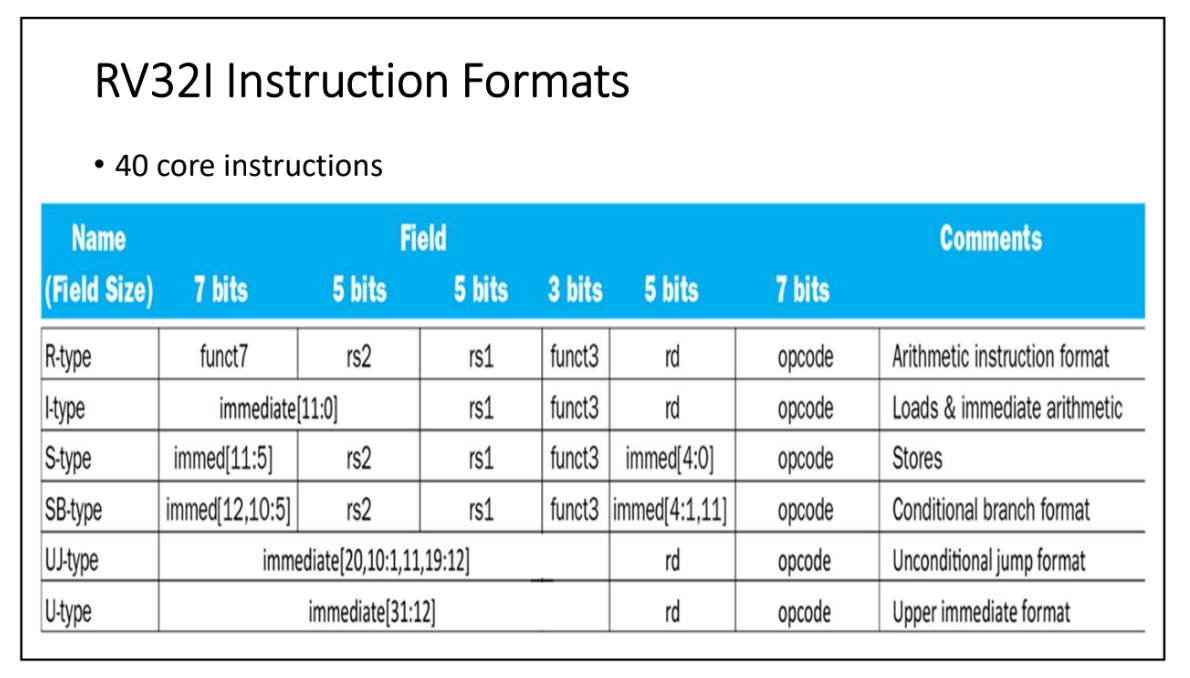 RV32I Instruction Formats
• 40 core instructions
Name Field Comments
(Field Size) 7 bits 5 bits 5 bits 3 bits 5 bits 7 bits
R-type funct7 rs2 rs1 funct3 rd opcode Arithmetic instruction format
I-type immediate[11:0] rs1 funct3 rd opcode Loads & immediate arithmetic
S-type immed[11:5] rs2 rs1 funct3 immed[4:0] opcode Stores
SB-type immed[12,10:5] rs2 rs1 funct3 immed[4:1,11] opcode Conditional branch format
UJ-type immediate[20,10:1,11,19:12] rd opcode Unconditional jump format
U-type immediate[31:12] rd opcode Upper immediate format